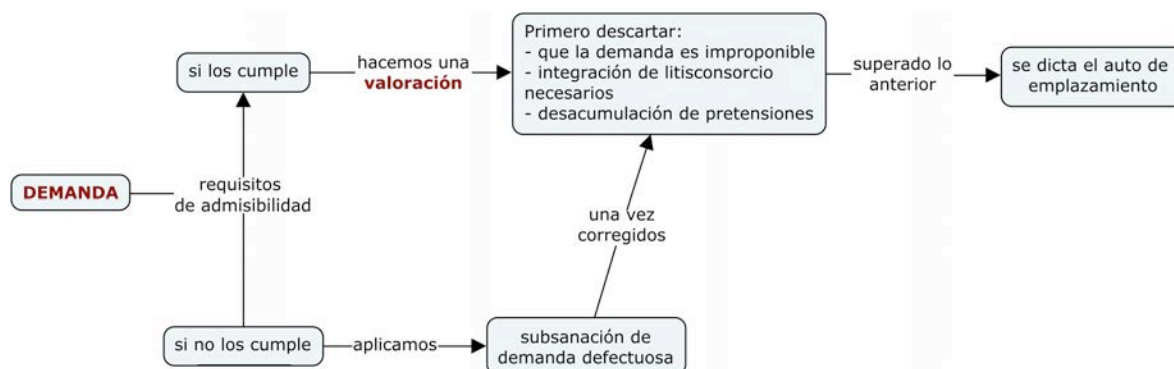 DEMANDA
requisitos
de admisibilidad
si los cumple
hacemos una
valoración
Primero descartar:
- que la demanda es improponible
- integración de litisconsorcio
necesarios
- desacumulación de pretensiones
superado lo
anterior
se dicta el auto de
emplazamiento
si no los cumple
aplicamos
subsanación de
demanda defectuosa
una vez
corregidos